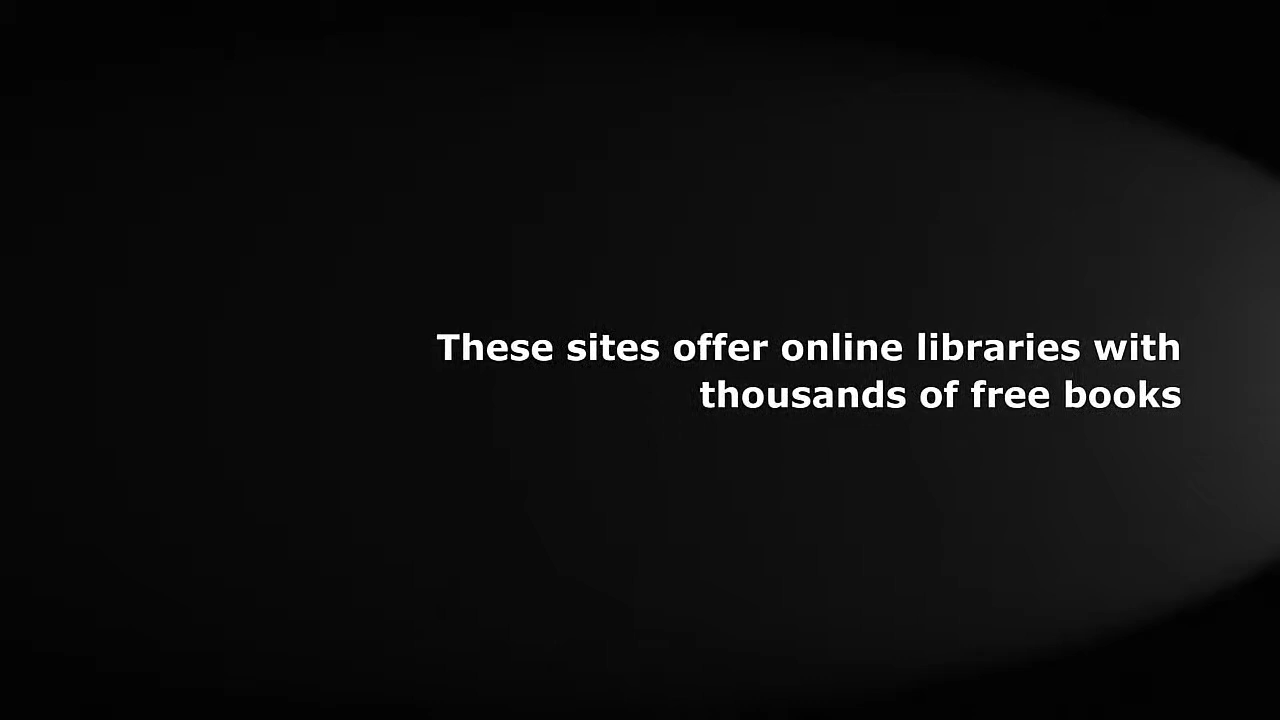 These sites offer online libraries with
thousands of free books